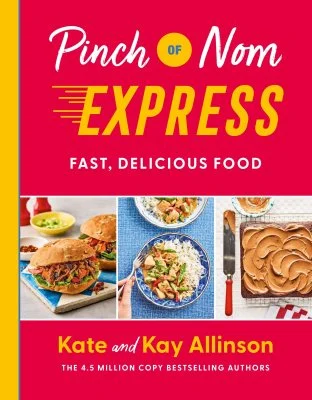 Pinch OF Nom
EXPRESS
FAST, DELICIOUS FOOD
Kate and Kay Allinson
THE 4.5 MILLION COPY BESTSELLING AUTHORS